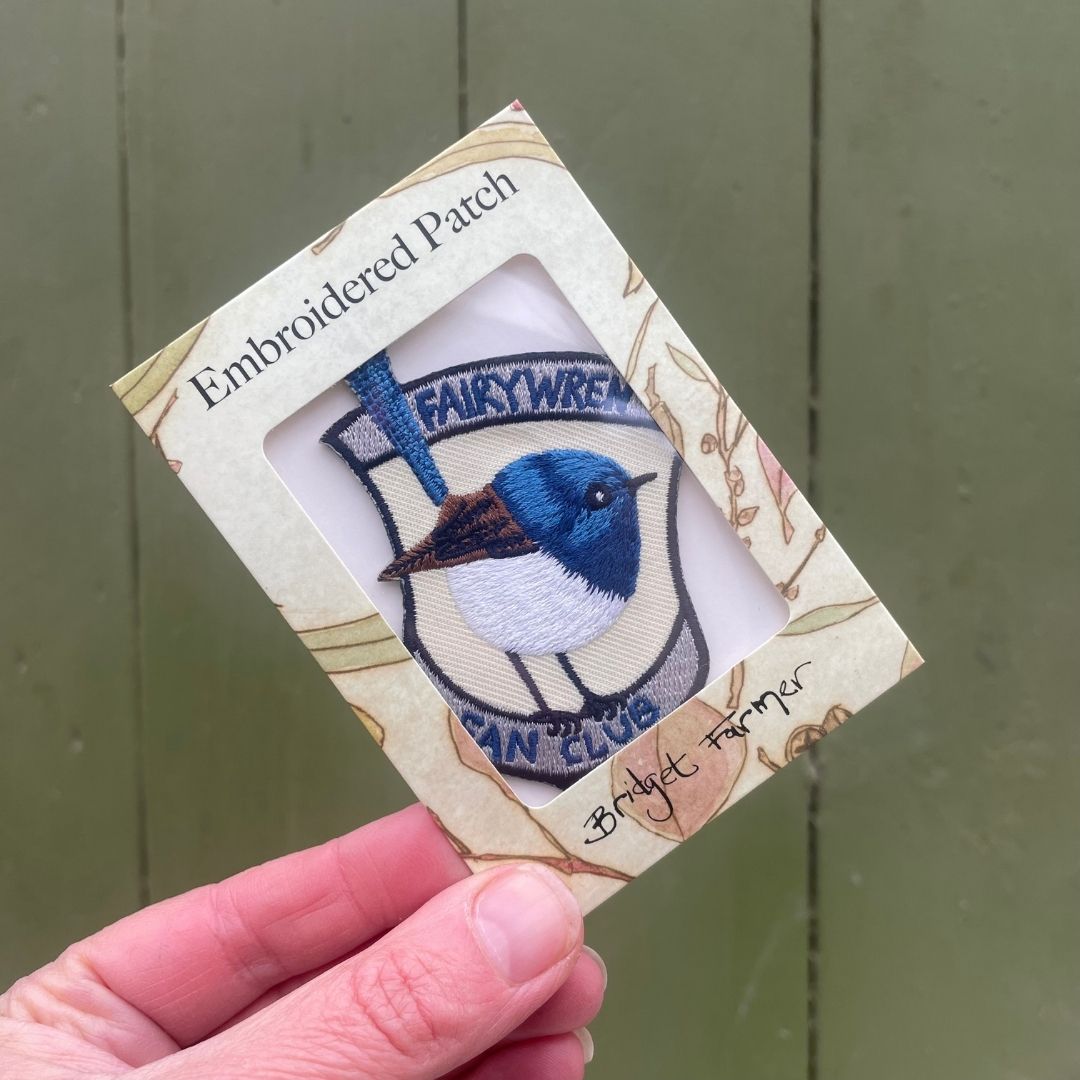 Embroidered Patch
FAIRYWREN
FAN CLUB
Bridget Farmer